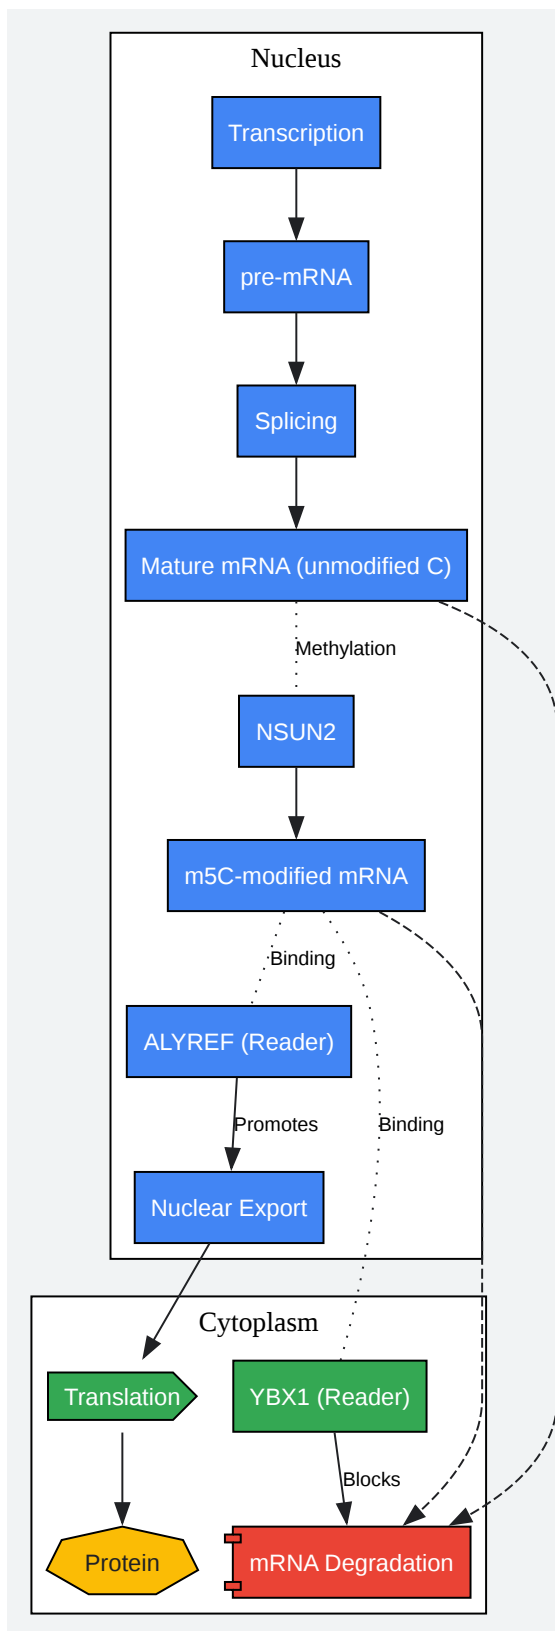 Nucleus
Transcription
pre-mRNA
Splicing
Mature mRNA (unmodified C)
Methylation
NSUN2
m5C-modified mRNA
Binding
ALYREF (Reader)
Promotes
Binding
Nuclear Export
Cytoplasm
Translation
YBX1 (Reader)
Blocks
Protein
mRNA Degradation